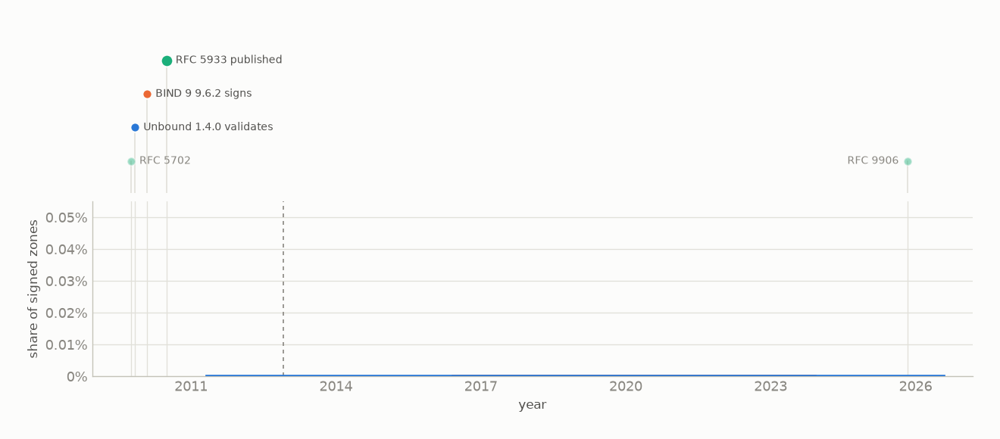 RFC 5933 published
BIND 9 9.6.2 signs
Unbound 1.4.0 validates
RFC 5702
RFC 9906
share of signed zones
0.05%
0.04%
0.03%
0.02%
0.01%
0%
2011 2014 2017 2020 2023 2026
year